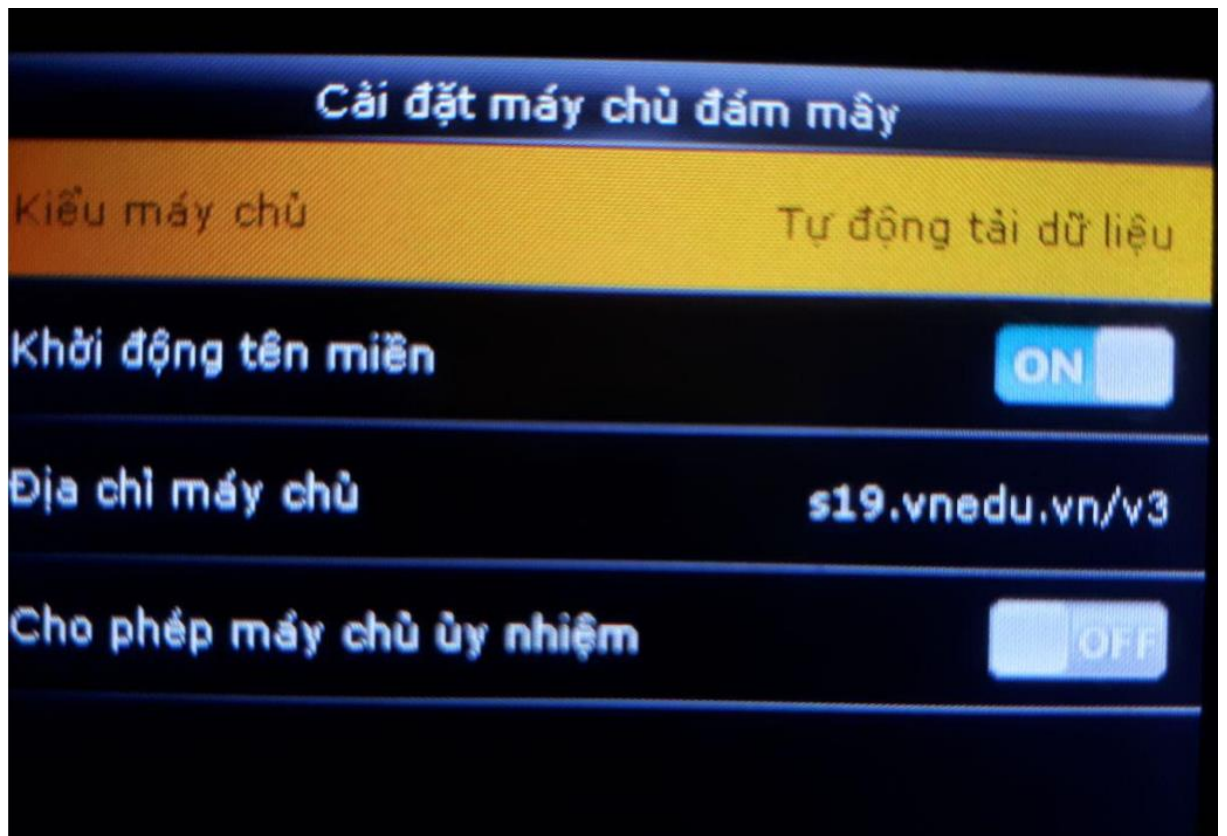 Cài đặt máy chủ đám mây
Kiểu máy chủ Tự động tải dữ liệu
Khởi động tên miền ON
Địa chỉ máy chủ s19.vnedu.vn/v3
Cho phép máy chủ ủy nhiệm OFF